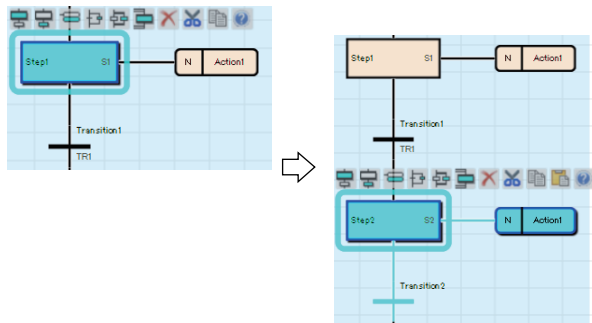 Step1 S1 N Action1
Transition1
TR1
Step1 S1 N Action1
Transition1
TR1
Step2 S2 N Action1
Transition2